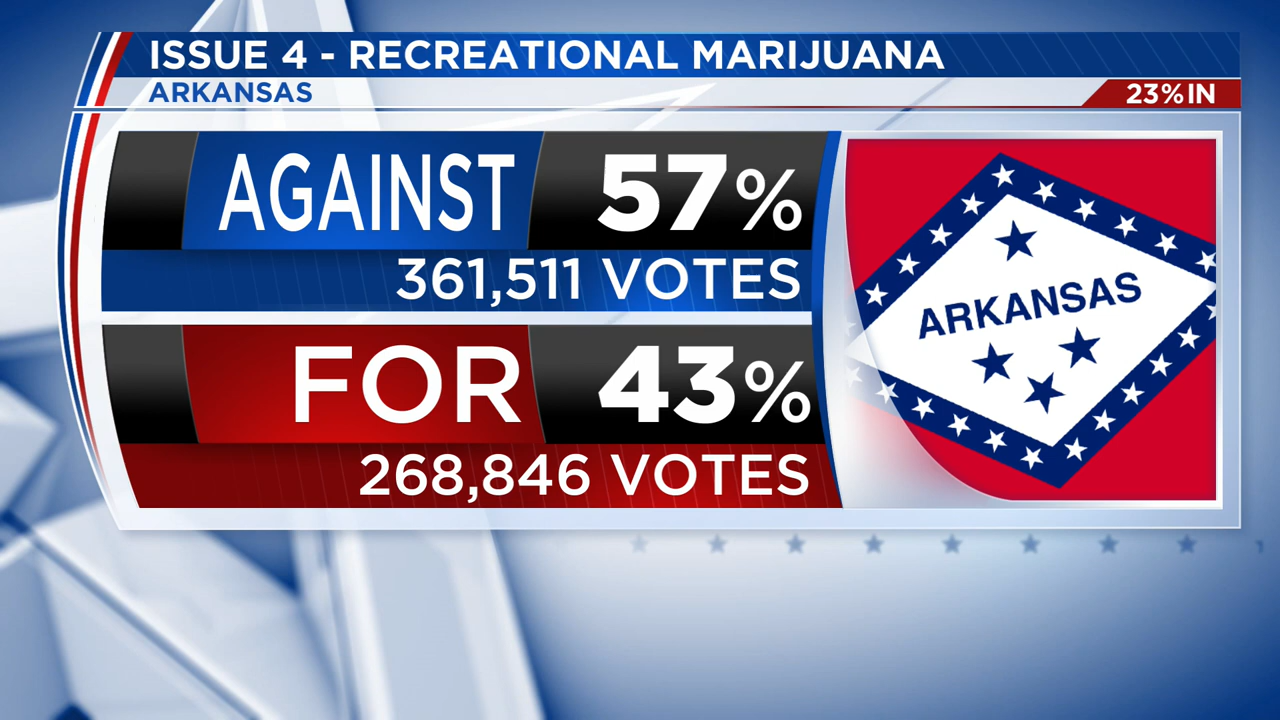 ISSUE 4 - RECREATIONAL MARIJUANA
ARKANSAS
23% IN
AGAINST 57%
361,511 VOTES
FOR 43%
268,846 VOTES
ARKANSAS